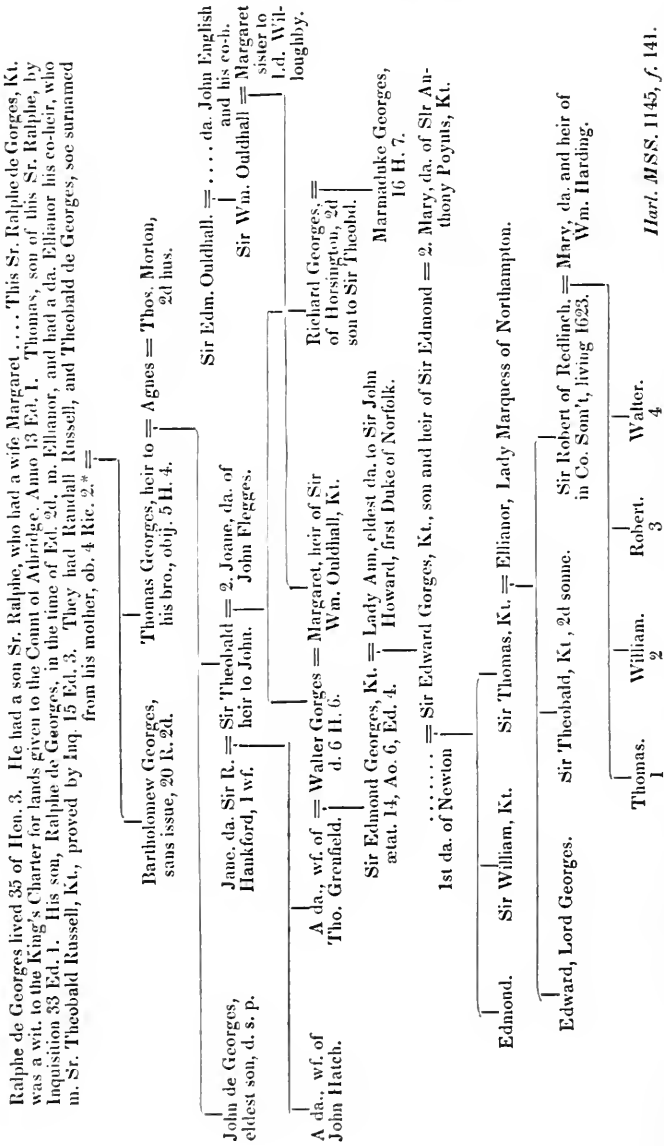 Ralphe de Georges lived 35 of Hen. 3. He had a son Sr. Ralphe, who had a wife Margaret .... This Sr. Ralphe de Gorges, Kt.
was a wit. to the King's Charter for lands given to the Count of Athridge, Anno 13 Ed. 1. Thomas, son of this Sr. Ralphe, by
Inquisition 33 Ed. 1. His son, Ralphe de Georges, in the time of Ed. 2d, m. Ellianor, and had a da. Ellianor his co-heir, who
m. Sr. Theobald Russell, Kt., proved by Inq. 15 Ed. 3. They had Randall Russell, and Theobald de Georges, soe surnamed
from his mother, ob. 4 Ric. 2.* =
Bartholomew Georges,
sans issue, 20 R. 2d.
Thomas Georges, heir to = Agnes = Thos. Morton,
his bro., obij. 5 H. 4. 2d hus.
John de Georges,
eldest son, d. s. p.
Jane, da. Sir R. = Sir Theobald = 2. Joane, da. of
Hankford, 1 wf. heir to John. John Flegges.
Sir Edm. Ouldhall. = .... da. John English
and his co-h.
Sir Wm. Ouldhall = Margaret
sister to
Ld. Wil-
loughby.
A da., wf. of
John Hatch.
A da., wf. of
Tho. Greufield.
= Walter Gorges = Margaret, heir of Sir
d. 6 H. 6. Wm. Ouldhall, Kt.
Richard Georges, =
of Horsington, 2d
son to Sir Theobd.
Marmaduke Georges,
16 H. 7.
Sir Edmond Georges, Kt. = Lady Ann, eldest da. to Sir John
ætat. 14, Ao. 6, Ed. 4. Howard, first Duke of Norfolk.
....... = Sir Edward Gorges, Kt., son and heir of Sir Edmond = 2. Mary, da. of Sir An-
1st da. of Newton thony Poyuts, Kt.
Edmond. Sir William, Kt. Sir Thomas, Kt. = Ellianor, Lady Marquess of Northampton.
Edward, Lord Georges. Sir Theobald, Kt, 2d sonne. Sir Robert of Redlinch, = Mary, da. and heir of
in Co. Som't, living 1623. Wm. Harding.
Thomas. William. Robert. Walter.
1 2 3 4
Harl. MSS. 1145, f. 141.